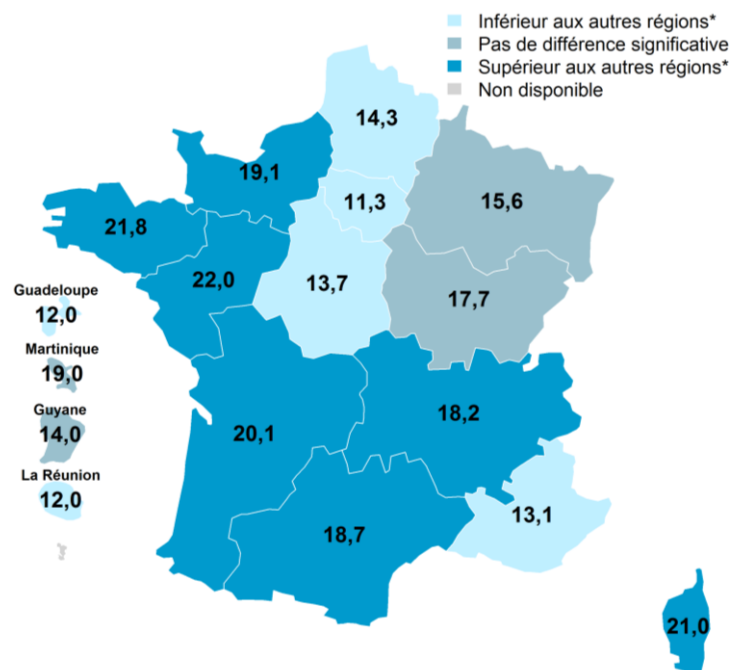 Inférieur aux autres régions*
Pas de différence significative
Supérieur aux autres régions*
Non disponible
14,3
19,1
11,3
15,6
21,8
22,0
13,7
17,7
Guadeloupe
12,0
Martinique
19,0
Guyane
14,0
La Réunion
12,0
20,1
18,2
18,7
13,1
21,0